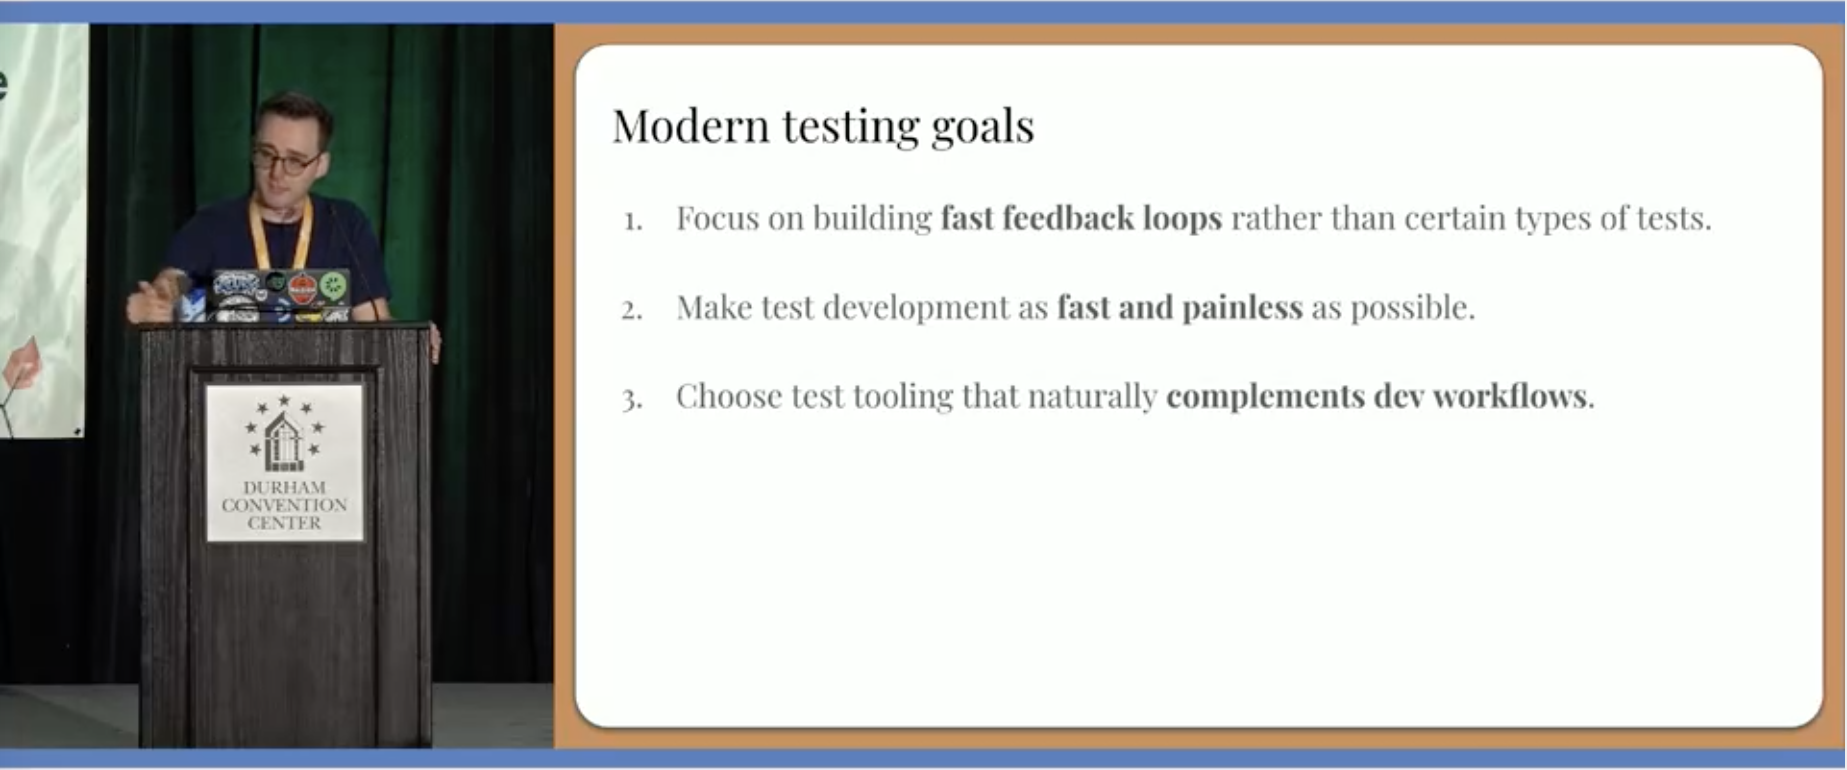 Modern testing goals
1. Focus on building fast feedback loops rather than certain types of tests.
2. Make test development as fast and painless as possible.
3. Choose test tooling that naturally complements dev workflows.
DURHAM
CONVENTION
CENTER